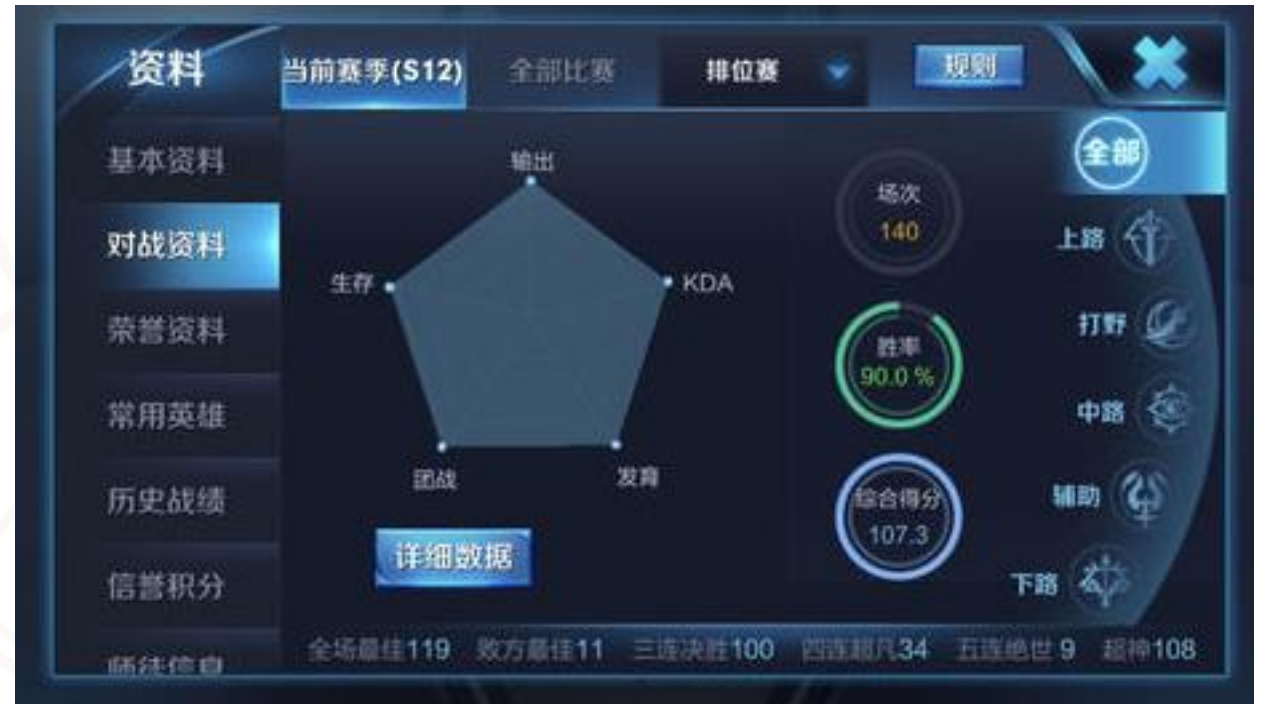 资料
当前赛季(S12)
全部比赛
排位赛
规则
基本资料
对战资料
荣誉资料
常用英雄
历史战绩
信誉积分
师徒信息
输出
KDA
发育
团战
生存
详细数据
场次
140
胜率
90.0 %
综合得分
107.3
全部
上路
打野
中路
辅助
下路
全场最佳119 败方最佳11 三连决胜100 四连超凡34 五连绝世 9 超神108